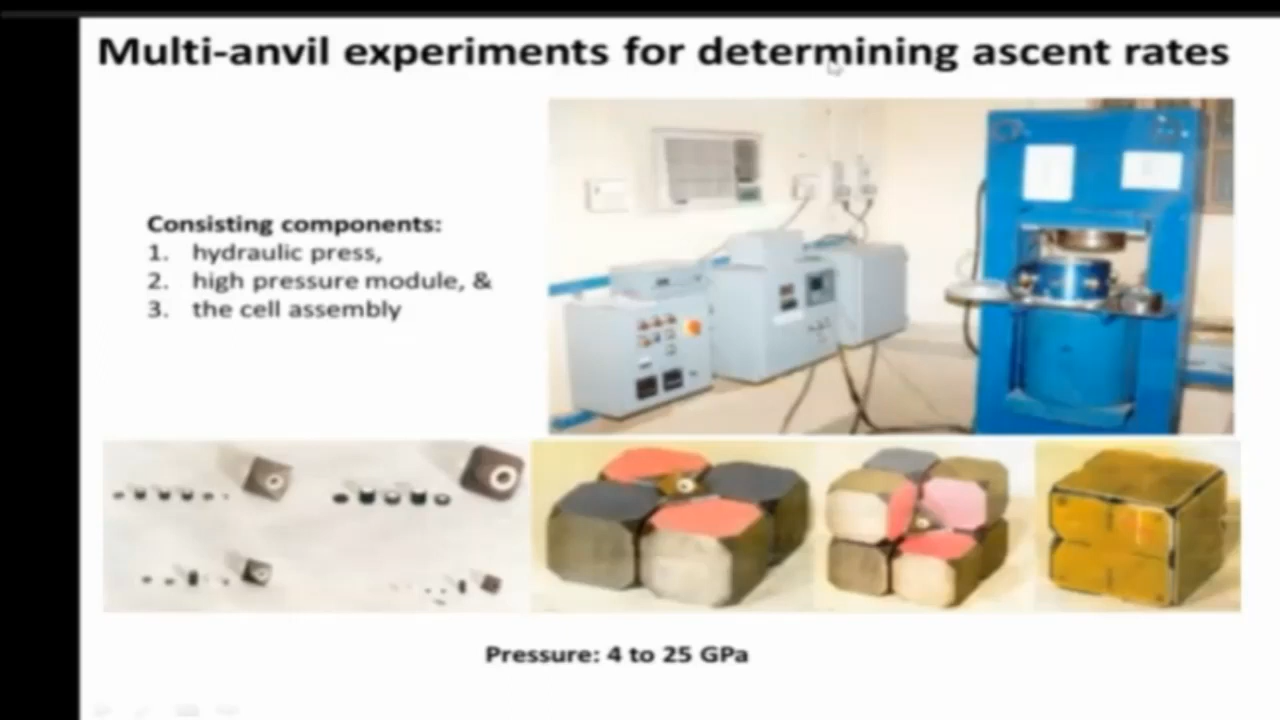 Multi-anvil experiments for determining ascent rates
Consisting components:
1. hydraulic press,
2. high pressure module, &
3. the cell assembly
Pressure: 4 to 25 GPa